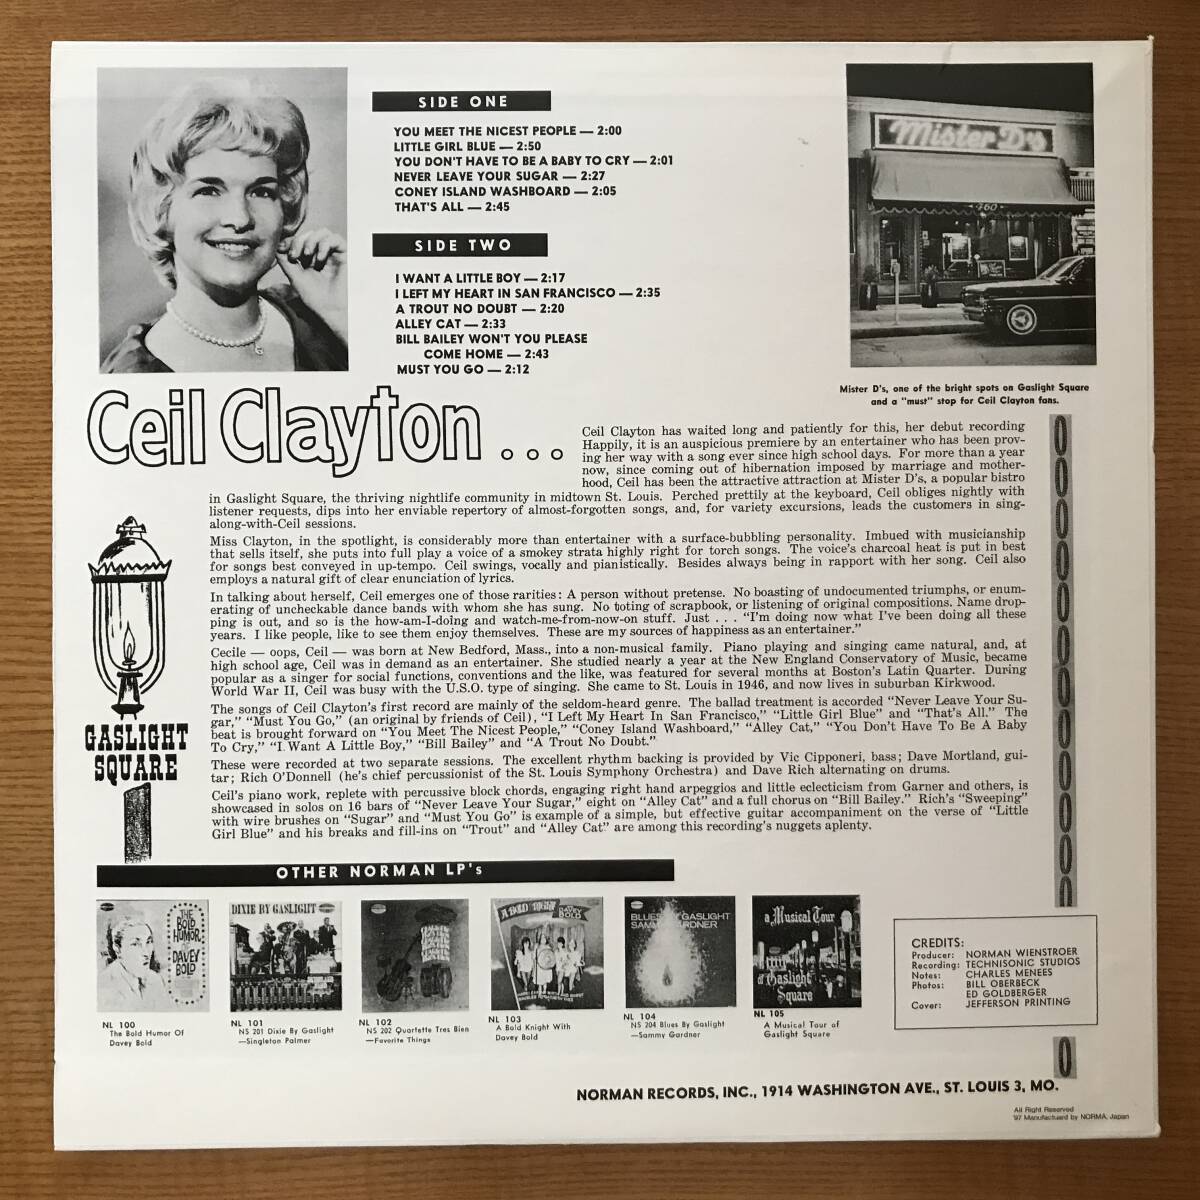 SIDE ONE
YOU MEET THE NICEST PEOPLE — 2:00
LITTLE GIRL BLUE — 2:50
YOU DON'T HAVE TO BE A BABY TO CRY — 2:01
NEVER LEAVE YOUR SUGAR — 2:27
CONEY ISLAND WASHBOARD — 2:05
THAT'S ALL — 2:45
SIDE TWO
I WANT A LITTLE BOY — 2:17
I LEFT MY HEART IN SAN FRANCISCO — 2:35
A TROUT NO DOUBT — 2:20
ALLEY CAT — 2:33
BILL BAILEY WON'T YOU PLEASE
COME HOME — 2:43
MUST YOU GO — 2:12
Mister D's
460
Mister D's, one of the bright spots on Gaslight Square
and a "must" stop for Ceil Clayton fans.
Ceil Clayton ...
Ceil Clayton has waited long and patiently for this, her debut recording
Happily, it is an auspicious premiere by an entertainer who has been prov-
ing her way with a song ever since high school days. For more than a year
now, since coming out of hibernation imposed by marriage and mother-
hood, Ceil has been the attractive attraction at Mister D's, a popular bistro
in Gaslight Square, the thriving nightlife community in midtown St. Louis. Perched prettily at the keyboard, Ceil obliges nightly with
listener requests, dips into her enviable repertory of almost-forgotten songs, and, for variety excursions, leads the customers in sing-
along-with-Ceil sessions.
Miss Clayton, in the spotlight, is considerably more than entertainer with a surface-bubbling personality. Imbued with musicianship
that sells itself, she puts into full play a voice of a smokey strata highly right for torch songs. The voice's charcoal heat is put in best
for songs best conveyed in up-tempo. Ceil swings, vocally and pianistically. Besides always being in rapport with her song. Ceil also
employs a natural gift of clear enunciation of lyrics.
In talking about herself, Ceil emerges one of those rarities: A person without pretense. No boasting of undocumented triumphs, or enum-
erating of uncheckable dance bands with whom she has sung. No toting of scrapbook, or listening of original compositions. Name drop-
ping is out, and so is the how-am-I-doing and watch-me-from-now-on stuff. Just . . . "I'm doing now what I've been doing all these
years. I like people, like to see them enjoy themselves. These are my sources of happiness as an entertainer."
Cecile — oops, Ceil — was born at New Bedford, Mass., into a non-musical family. Piano playing and singing came natural, and, at
high school age, Ceil was in demand as an entertainer. She studied nearly a year at the New England Conservatory of Music, became
popular as a singer for social functions, conventions and the like, was featured for several months at Boston's Latin Quarter. During
World War II, Ceil was busy with the U.S.O. type of singing. She came to St. Louis in 1946, and now lives in suburban Kirkwood.
The songs of Ceil Clayton's first record are mainly of the seldom-heard genre. The ballad treatment is accorded "Never Leave Your Su-
gar," "Must You Go," (an original by friends of Ceil), "I Left My Heart In San Francisco," "Little Girl Blue" and "That's All." The
beat is brought forward on "You Meet The Nicest People," "Coney Island Washboard," "Alley Cat," "You Don't Have To Be A Baby
To Cry," "I Want A Little Boy," "Bill Bailey" and "A Trout No Doubt."
These were recorded at two separate sessions. The excellent rhythm backing is provided by Vic Cipponeri, bass; Dave Mortland, gui-
tar; Rich O'Donnell (he's chief percussionist of the St. Louis Symphony Orchestra) and Dave Rich alternating on drums.
Ceil's piano work, replete with percussive block chords, engaging right hand arpeggios and little eclecticism from Garner and others, is
showcased in solos on 16 bars of "Never Leave Your Sugar," eight on "Alley Cat" and a full chorus on "Bill Bailey." Rich's "Sweeping"
with wire brushes on "Sugar" and "Must You Go" is example of a simple, but effective guitar accompaniment on the verse of "Little
Girl Blue" and his breaks and fill-ins on "Trout" and "Alley Cat" are among this recording's nuggets aplenty.
GASLIGHT
SQUARE
OTHER NORMAN LP's
THE
BOLD
HUMOR
OF
DAVEY
BOLD
DIXIE BY GASLIGHT
A BOLD KNIGHT
DAVEY
BOLD
BLUES BY GASLIGHT
SAMMY GARDNER
a Musical Tour
of Gaslight
Square
NL 100
The Bold Humor Of
Davey Bold
NL 101
NS 201 Dixie By Gaslight
—Singleton Palmer
NL 102
NS 202 Quartette Tres Bien
—Favorite Things
NL 103
A Bold Knight With
Davey Bold
NL 104
NS 204 Blues By Gaslight
—Sammy Gardner
NL 105
A Musical Tour of
Gaslight Square
CREDITS:
Producer: NORMAN WIENSTROER
Recording: TECHNISONIC STUDIOS
Notes: CHARLES MENEES
Photos: BILL OBERBECK
ED GOLDBERGER
Cover: JEFFERSON PRINTING
NORMAN RECORDS, INC., 1914 WASHINGTON AVE., ST. LOUIS 3, MO.
All Right Reserved
'97 Manufactuerd by NORMA, Japan